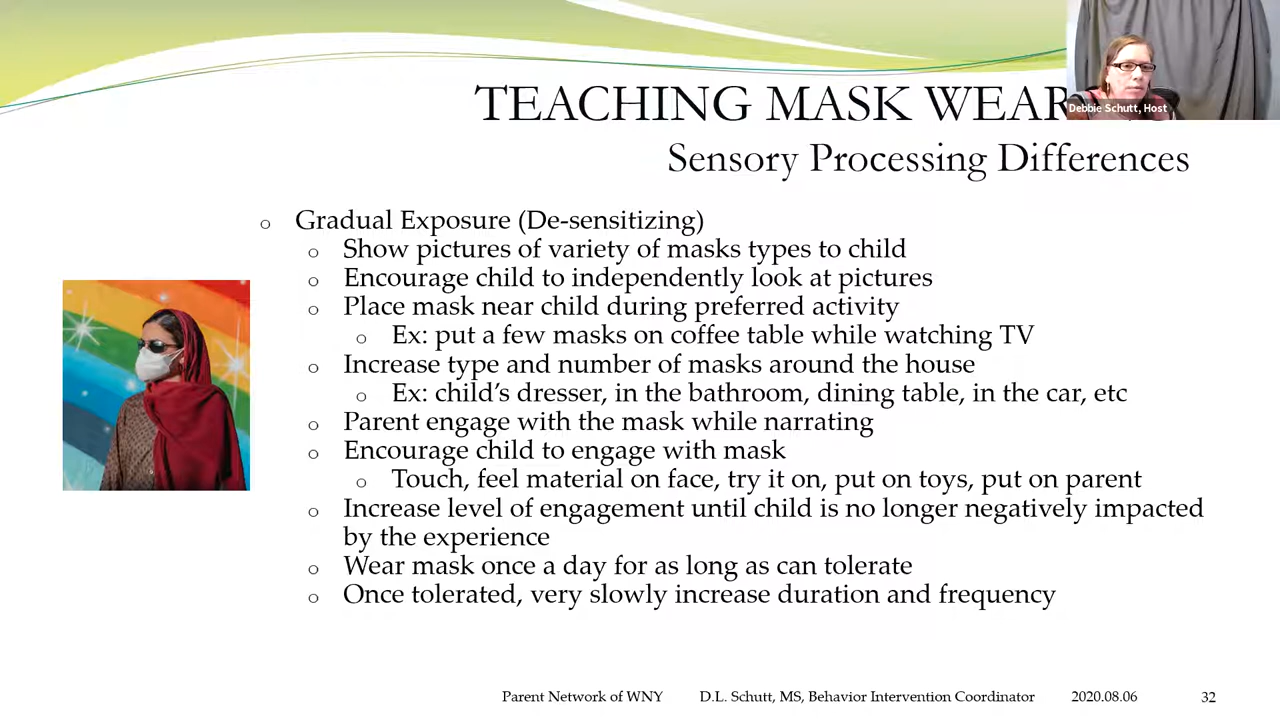 TEACHING MASK WEAR
Debbie Schutt, Host
Sensory Processing Differences
o Gradual Exposure (De-sensitizing)
o Show pictures of variety of masks types to child
o Encourage child to independently look at pictures
o Place mask near child during preferred activity
o Ex: put a few masks on coffee table while watching TV
o Increase type and number of masks around the house
o Ex: child's dresser, in the bathroom, dining table, in the car, etc
o Parent engage with the mask while narrating
o Encourage child to engage with mask
o Touch, feel material on face, try it on, put on toys, put on parent
o Increase level of engagement until child is no longer negatively impacted
by the experience
o Wear mask once a day for as long as can tolerate
o Once tolerated, very slowly increase duration and frequency
Parent Network of WNY D.L. Schutt, MS, Behavior Intervention Coordinator 2020.08.06 32